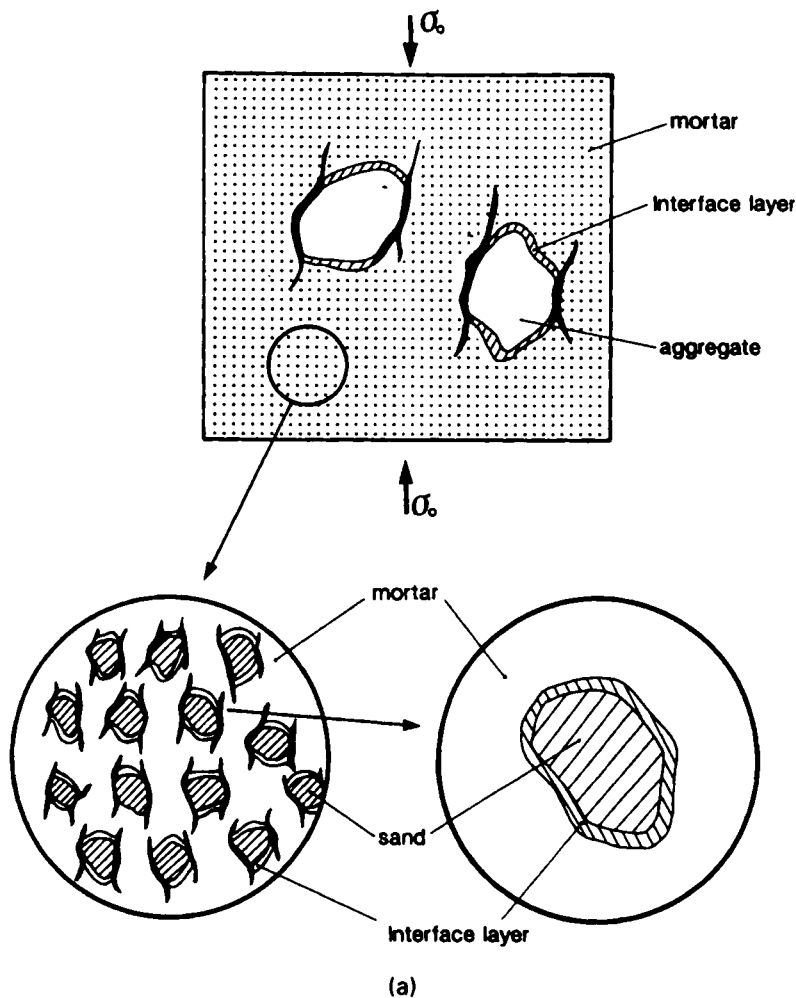 σ₀
mortar
Interface layer
aggregate
σ₀
mortar
sand
Interface layer
(a)